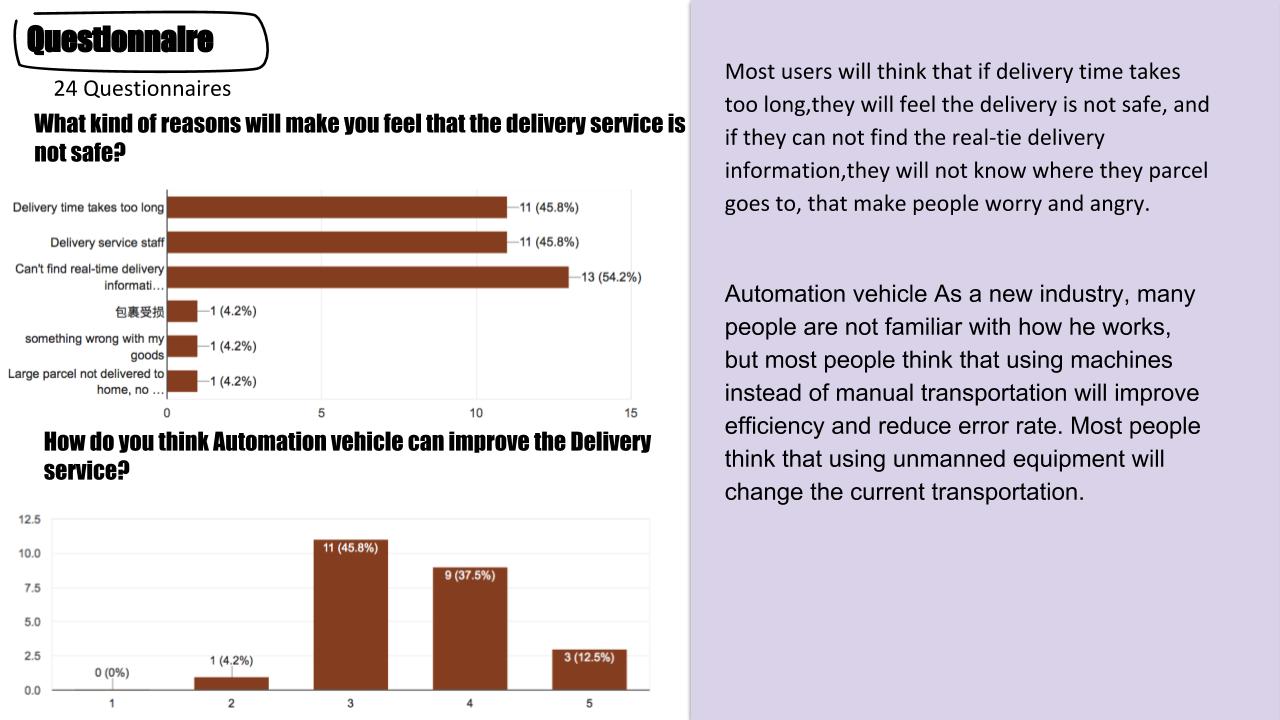 Questionnaire
24 Questionnaires
What kind of reasons will make you feel that the delivery service is
not safe?
Delivery time takes too long
11 (45.8%)
Delivery service staff
11 (45.8%)
Can't find real-time delivery
informati…
13 (54.2%)
包裹受损
1 (4.2%)
something wrong with my
goods
1 (4.2%)
Large parcel not delivered to
home, no …
1 (4.2%)
0 5 10 15
How do you think Automation vehicle can improve the Delivery
service?
12.5
10.0
7.5
5.0
2.5
0.0
0 (0%)
1 (4.2%)
11 (45.8%)
9 (37.5%)
3 (12.5%)
1 2 3 4 5
Most users will think that if delivery time takes
too long,they will feel the delivery is not safe, and
if they can not find the real-tie delivery
information,they will not know where they parcel
goes to, that make people worry and angry.
Automation vehicle As a new industry, many
people are not familiar with how he works,
but most people think that using machines
instead of manual transportation will improve
efficiency and reduce error rate. Most people
think that using unmanned equipment will
change the current transportation.